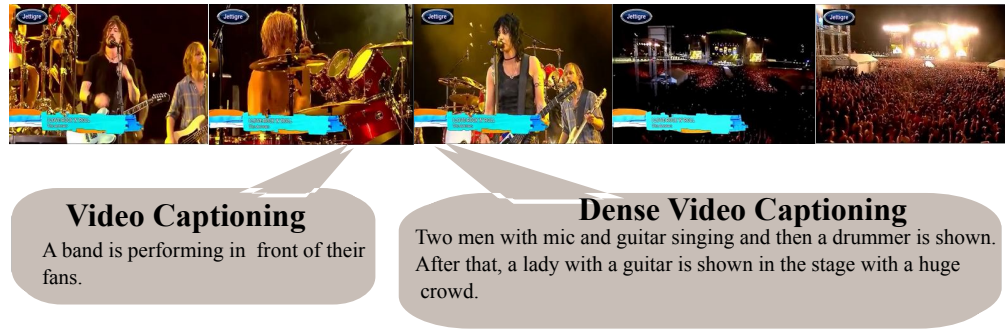 Jettigre
Jettigre
Jettigre
Jettigre
Jettigre
Video Captioning
A band is performing in front of their
fans.
Dense Video Captioning
Two men with mic and guitar singing and then a drummer is shown.
After that, a lady with a guitar is shown in the stage with a huge
crowd.